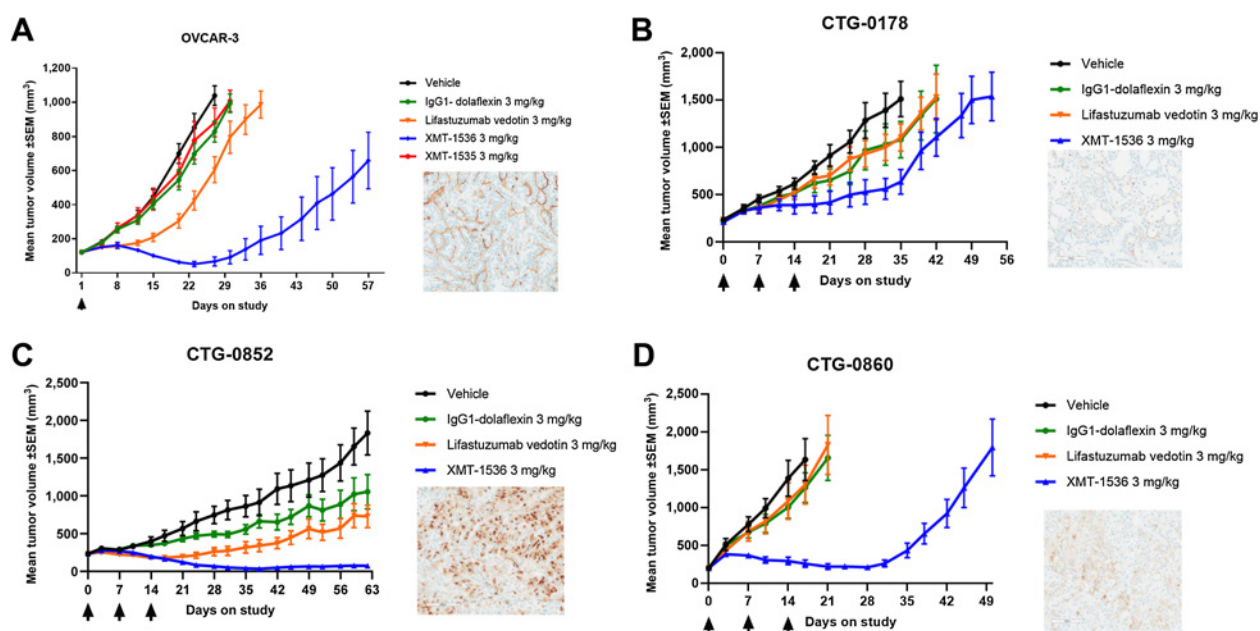 A
OVCAR-3
Mean tumor volume ±SEM (mm³)
1,200
1,000
800
600
400
200
0
1 8 15 22 29 36 43 50 57
Days on study
Vehicle
IgG1- dolaflexin 3 mg/kg
Lifastuzumab vedotin 3 mg/kg
XMT-1536 3 mg/kg
XMT-1535 3 mg/kg
B
CTG-0178
Mean tumor volume ±SEM (mm³)
2,000
1,500
1,000
500
0
0 7 14 21 28 35 42 49 56
Days on study
Vehicle
IgG1-dolaflexin 3 mg/kg
Lifastuzumab vedotin 3 mg/kg
XMT-1536 3 mg/kg
C
CTG-0852
Mean tumor volume ±SEM (mm³)
2,500
2,000
1,500
1,000
500
0
0 7 14 21 28 35 42 49 56 63
Days on study
Vehicle
IgG1-dolaflexin 3 mg/kg
Lifastuzumab vedotin 3 mg/kg
XMT-1536 3 mg/kg
D
CTG-0860
Mean tumor volume ±SEM (mm³)
2,500
2,000
1,500
1,000
500
0
0 7 14 21 28 35 42 49
Days on study
Vehicle
IgG1-dolaflexin 3 mg/kg
Lifastuzumab vedotin 3 mg/kg
XMT-1536 3 mg/kg